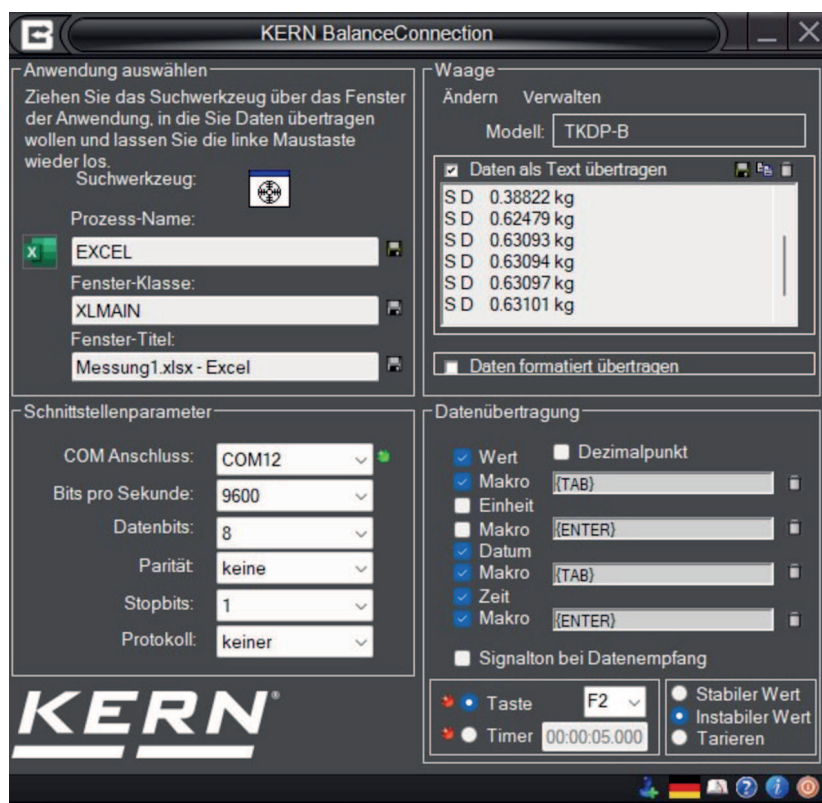 KERN BalanceConnection
Anwendung auswählen
Ziehen Sie das Suchwerkzeug über das Fenster
der Anwendung, in die Sie Daten übertragen
wollen und lassen Sie die linke Maustaste
wieder los.
Suchwerkzeug:
Prozess-Name:
EXCEL
Fenster-Klasse:
XLMAIN
Fenster-Titel:
Messung1.xlsx - Excel
Waage
Ändern Verwalten
Modell: TKDP-B
Daten als Text übertragen
S D 0.38822 kg
S D 0.62479 kg
S D 0.63093 kg
S D 0.63094 kg
S D 0.63097 kg
S D 0.63101 kg
Daten formatiert übertragen
Schnittstellenparameter
COM Anschluss: COM12
Bits pro Sekunde: 9600
Datenbits: 8
Parität: keine
Stopbits: 1
Protokoll: keiner
KERN®
Datenübertragung
Wert Dezimalpunkt
Makro {TAB}
Einheit
Makro {ENTER}
Datum
Makro {TAB}
Zeit
Makro {ENTER}
Signalton bei Datenempfang
Taste F2
Timer 00:00:05.000
Stabiler Wert
Instabiler Wert
Tarieren